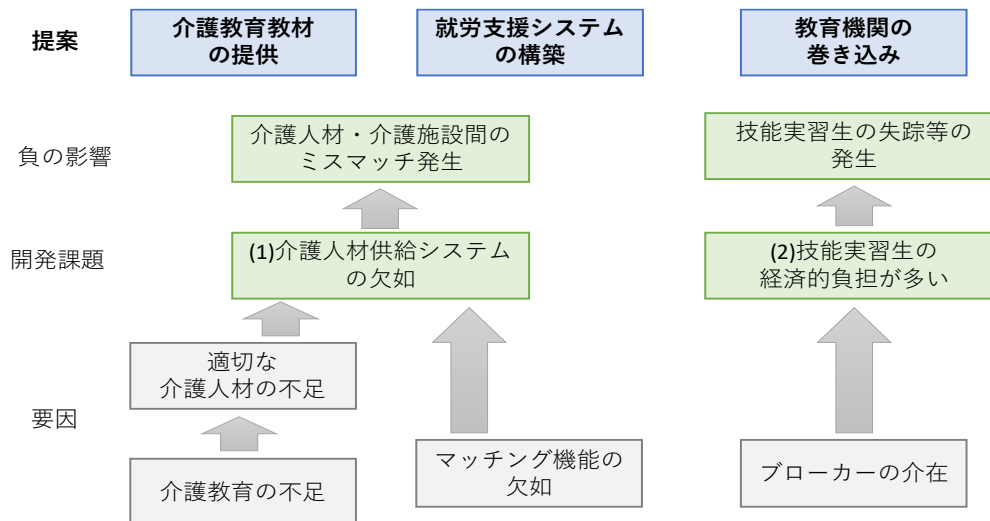 提案
介護教育教材
の提供
就労支援システム
の構築
教育機関の
巻き込み
負の影響
介護人材・介護施設間の
ミスマッチ発生
技能実習生の失踪等の
発生
開発課題
(1)介護人材供給システム
の欠如
(2)技能実習生の
経済的負担が多い
要因
適切な
介護人材の不足
介護教育の不足
マッチング機能の
欠如
ブローカーの介在